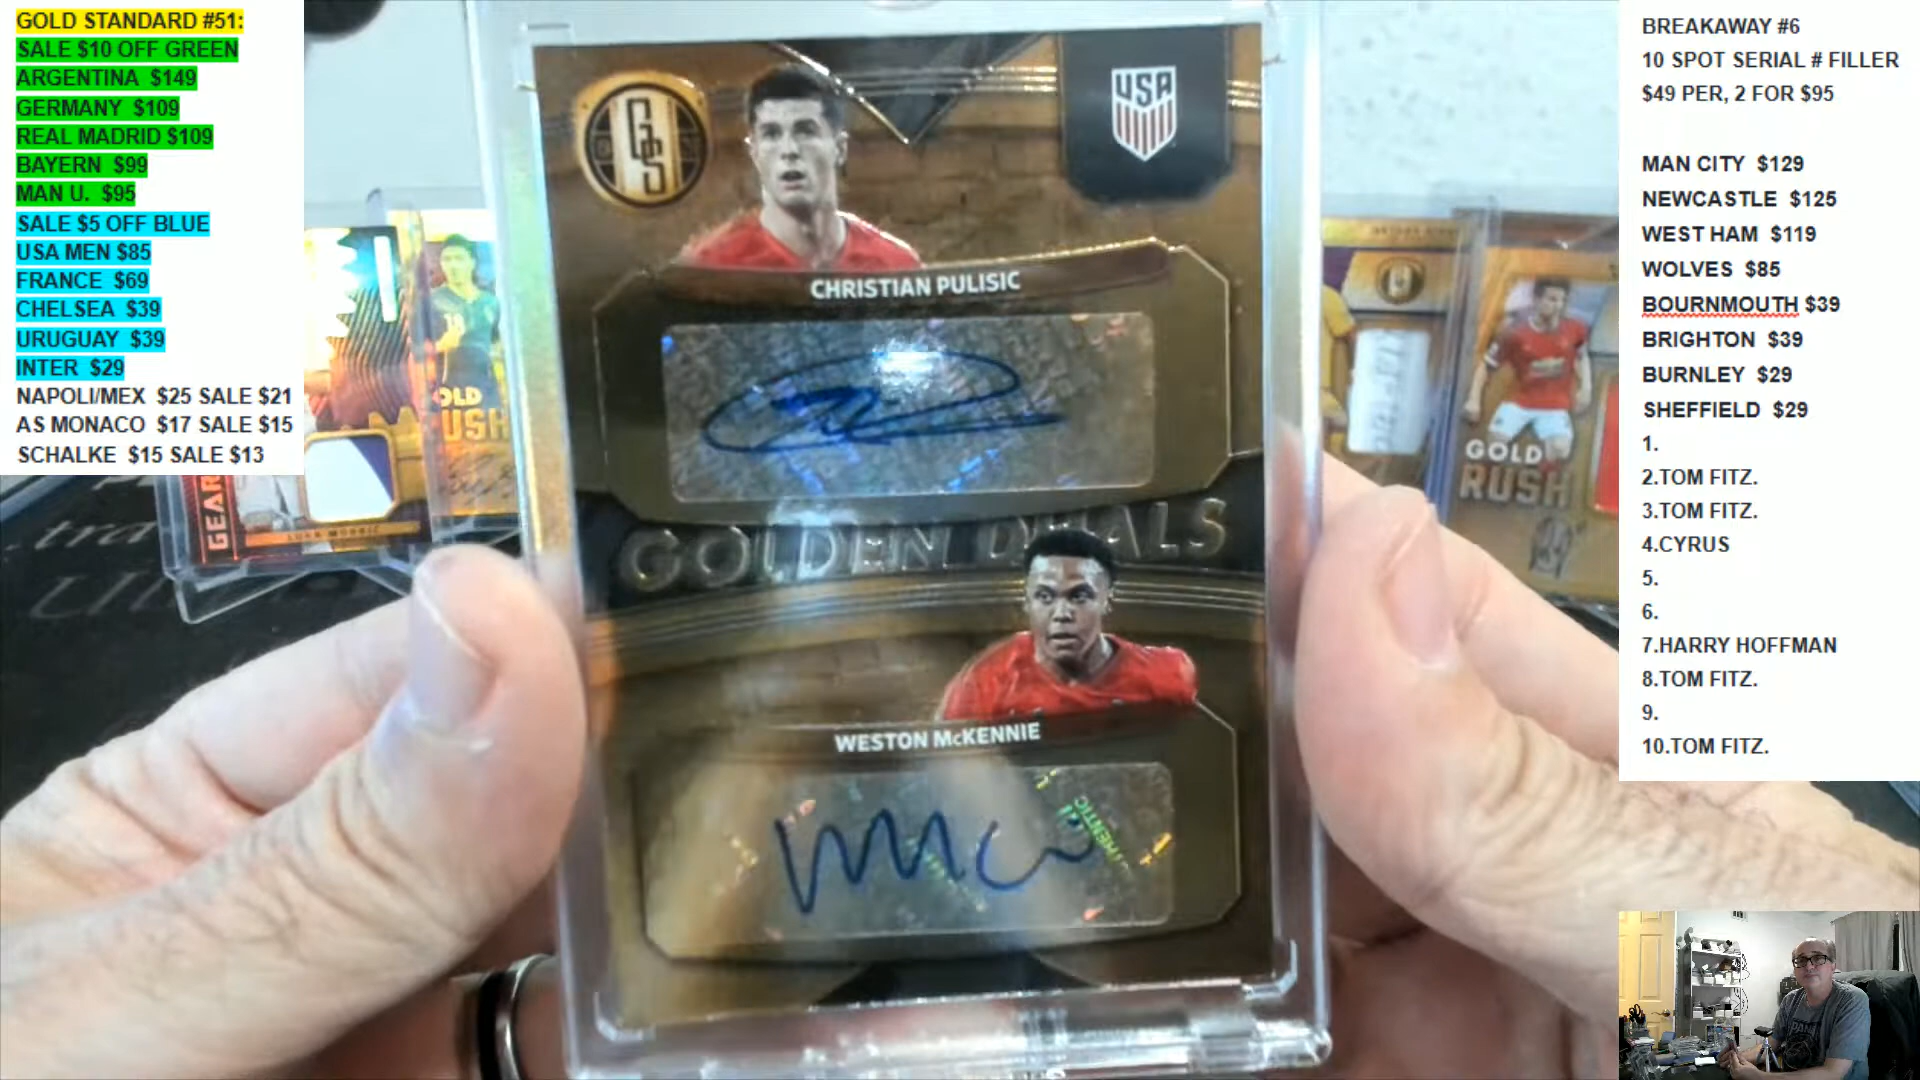 GOLD STANDARD #51:
SALE $10 OFF GREEN
ARGENTINA $149
GERMANY $109
REAL MADRID $109
BAYERN $99
MAN U. $95
SALE $5 OFF BLUE
USA MEN $85
FRANCE $69
CHELSEA $39
URUGUAY $39
INTER $29
NAPOLI/MEX $25 SALE $21
AS MONACO $17 SALE $15
SCHALKE $15 SALE $13
GS
USA
CHRISTIAN PULISIC
GOLDEN DUALS
WESTON McKENNIE
GEAR
LUKA MODRIC
OLD
USH
GOLD
RUSH
BREAKAWAY #6
10 SPOT SERIAL # FILLER
$49 PER, 2 FOR $95
MAN CITY $129
NEWCASTLE $125
WEST HAM $119
WOLVES $85
BOURNMOUTH $39
BRIGHTON $39
BURNLEY $29
SHEFFIELD $29
1.
2.TOM FITZ.
3.TOM FITZ.
4.CYRUS
5.
6.
7.HARRY HOFFMAN
8.TOM FITZ.
9.
10.TOM FITZ.